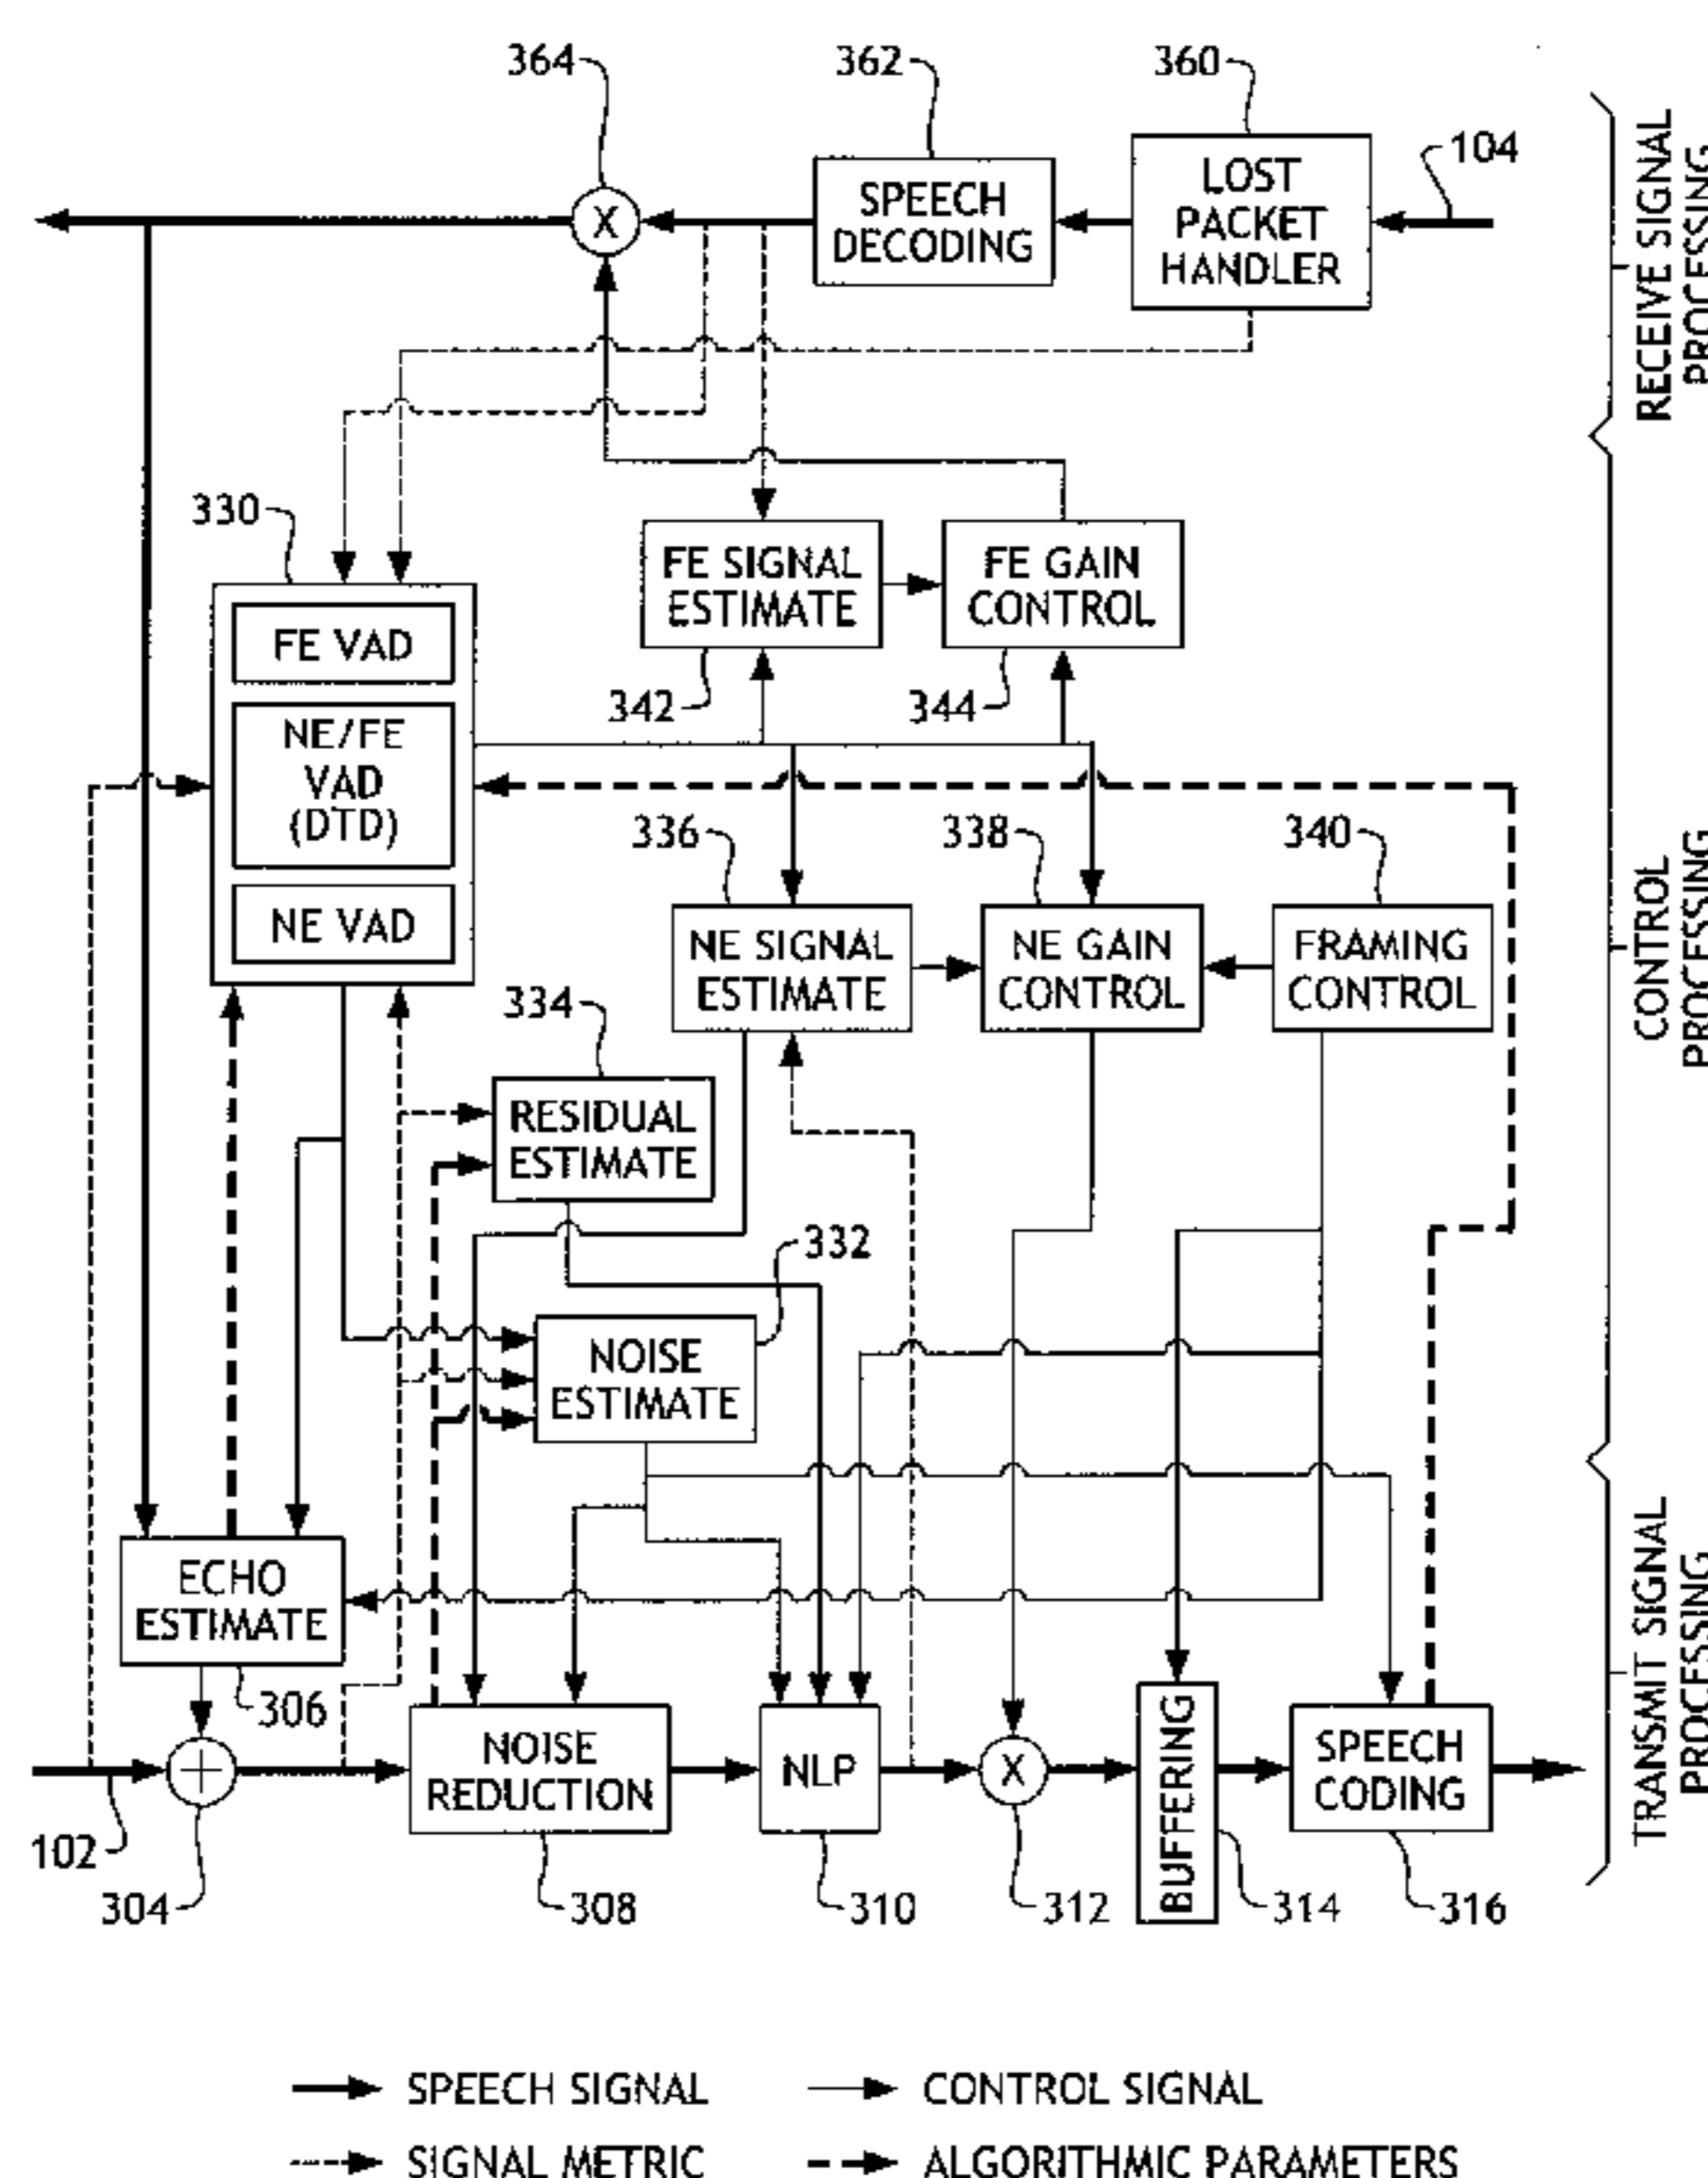 364
362
360
104
LOST
PACKET
HANDLER
SPEECH
DECODING
X
RECEIVE SIGNAL
PROCESSING
330
FE SIGNAL
ESTIMATE
FE GAIN
CONTROL
FE VAD
342
344
NE/FE
VAD
(DTD)
336
338
340
NE VAD
NE SIGNAL
ESTIMATE
NE GAIN
CONTROL
FRAMING
CONTROL
CONTROL
PROCESSING
334
RESIDUAL
ESTIMATE
332
NOISE
ESTIMATE
ECHO
ESTIMATE
306
NOISE
REDUCTION
NLP
X
BUFFERING
SPEECH
CODING
TRANSMIT SIGNAL
PROCESSING
102
304
308
310
312
314
316
SPEECH SIGNAL
CONTROL SIGNAL
SIGNAL METRIC
ALGORITHMIC PARAMETERS